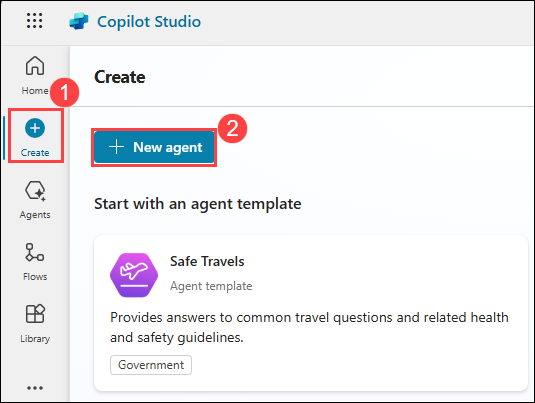 Copilot Studio
Home
1
Create
Create
2
New agent
Agents
Start with an agent template
Flows
Safe Travels
Agent template
Library
Provides answers to common travel questions and related health
and safety guidelines.
Government